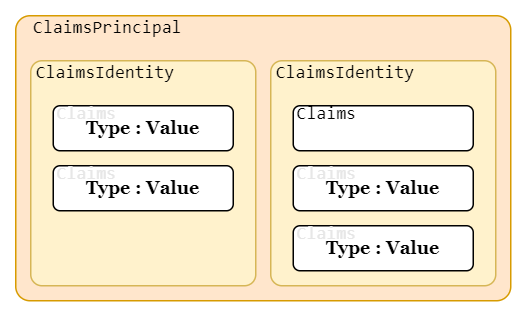 ClaimsPrincipal
ClaimsIdentity
Claims
Type : Value
Claims
Type : Value
ClaimsIdentity
Claims
Claims
Type : Value
Claims
Type : Value